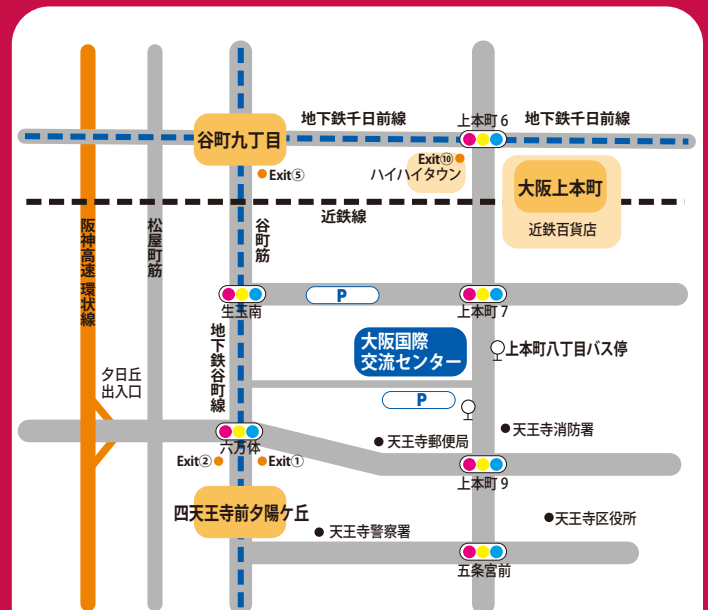 上本町6
地下鉄千日前線
地下鉄千日前線
谷町九丁目
Exit⑩
ハイハイタウン
Exit⑤
大阪上本町
近鉄百貨店
近鉄線
阪神高速 環状線
松屋町筋
谷町筋
P
生玉南
上本町7
地下鉄谷町線
大阪国際
交流センター
上本町八丁目バス停
夕日丘
出入口
P
天王寺消防署
天王寺郵便局
六万体
Exit②
Exit①
上本町9
四天王寺前夕陽ケ丘
天王寺区役所
天王寺警察署
五条宮前